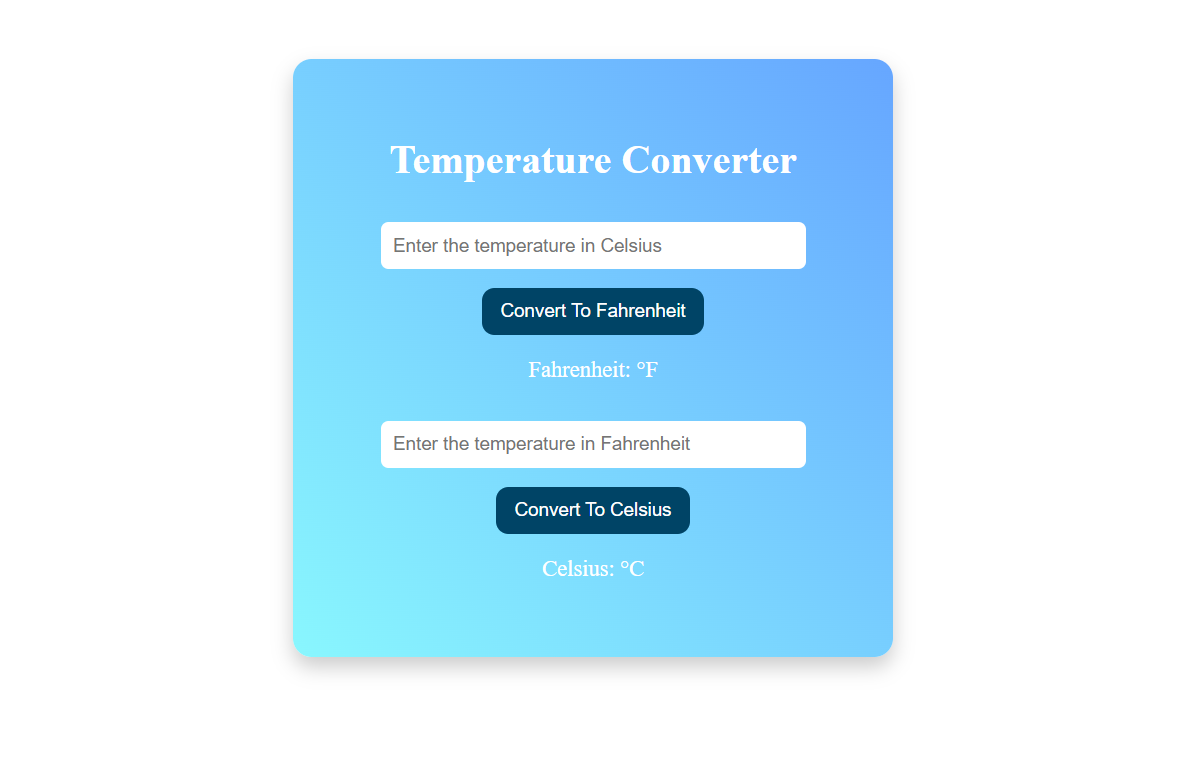 Temperature Converter
Enter the temperature in Celsius
Convert To Fahrenheit
Fahrenheit: °F
Enter the temperature in Fahrenheit
Convert To Celsius
Celsius: °C